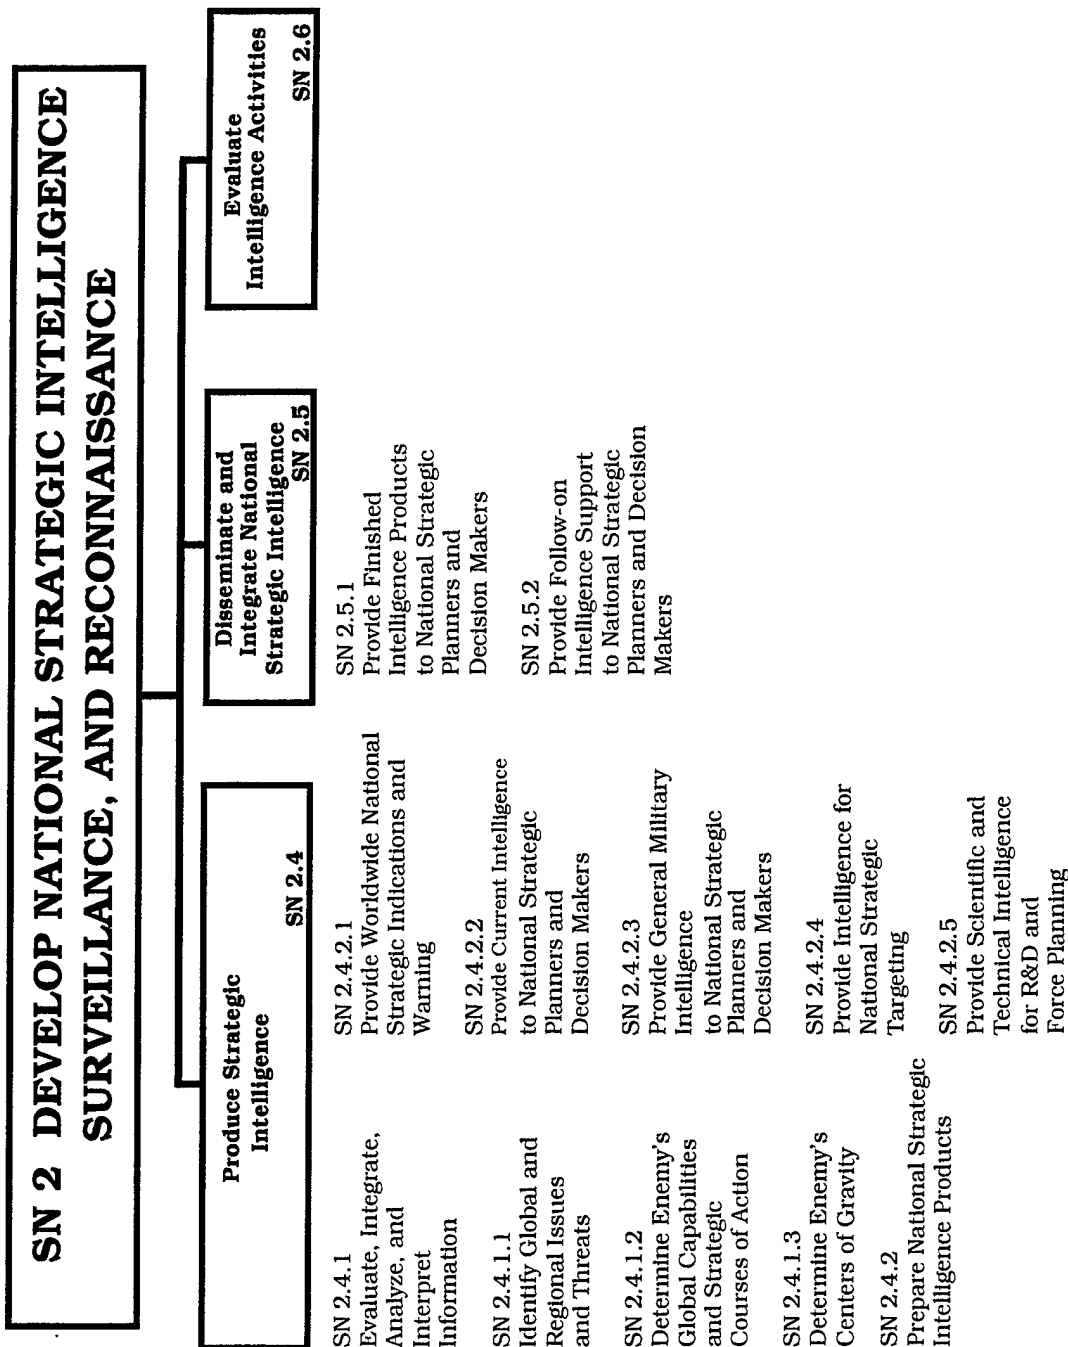 SN 2 DEVELOP NATIONAL STRATEGIC INTELLIGENCE
SURVEILLANCE, AND RECONNAISSANCE
Produce Strategic
Intelligence
SN 2.4
SN 2.4.1
Evaluate, Integrate,
Analyze, and
Interpret
Information
SN 2.4.1.1
Identify Global and
Regional Issues
and Threats
SN 2.4.1.2
Determine Enemy's
Global Capabilities
and Strategic
Courses of Action
SN 2.4.1.3
Determine Enemy's
Centers of Gravity
SN 2.4.2
Prepare National Strategic
Intelligence Products
SN 2.4.2.1
Provide Worldwide National
Strategic Indications and
Warning
SN 2.4.2.2
Provide Current Intelligence
to National Strategic
Planners and
Decision Makers
SN 2.4.2.3
Provide General Military
Intelligence
to National Strategic
Planners and
Decision Makers
SN 2.4.2.4
Provide Intelligence for
National Strategic
Targeting
SN 2.4.2.5
Provide Scientific and
Technical Intelligence
for R&D and
Force Planning
Disseminate and
Integrate National
Strategic Intelligence
SN 2.5
SN 2.5.1
Provide Finished
Intelligence Products
to National Strategic
Planners and
Decision Makers
SN 2.5.2
Provide Follow-on
Intelligence Support
to National Strategic
Planners and Decision
Makers
Evaluate
Intelligence Activities
SN 2.6